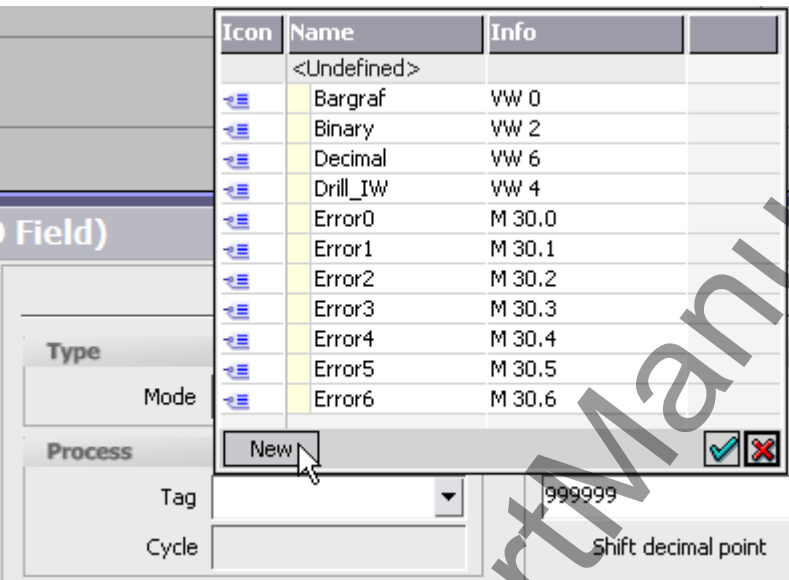 Icon Name Info
<Undefined>
Bargraf VW 0
Binary VW 2
Decimal VW 6
Drill_IW VW 4
Error0 M 30.0
Error1 M 30.1
Error2 M 30.2
Error3 M 30.3
Error4 M 30.4
Error5 M 30.5
Error6 M 30.6
New
Field)
Type
Mode
Process
Tag
999999
Cycle
Shift decimal point